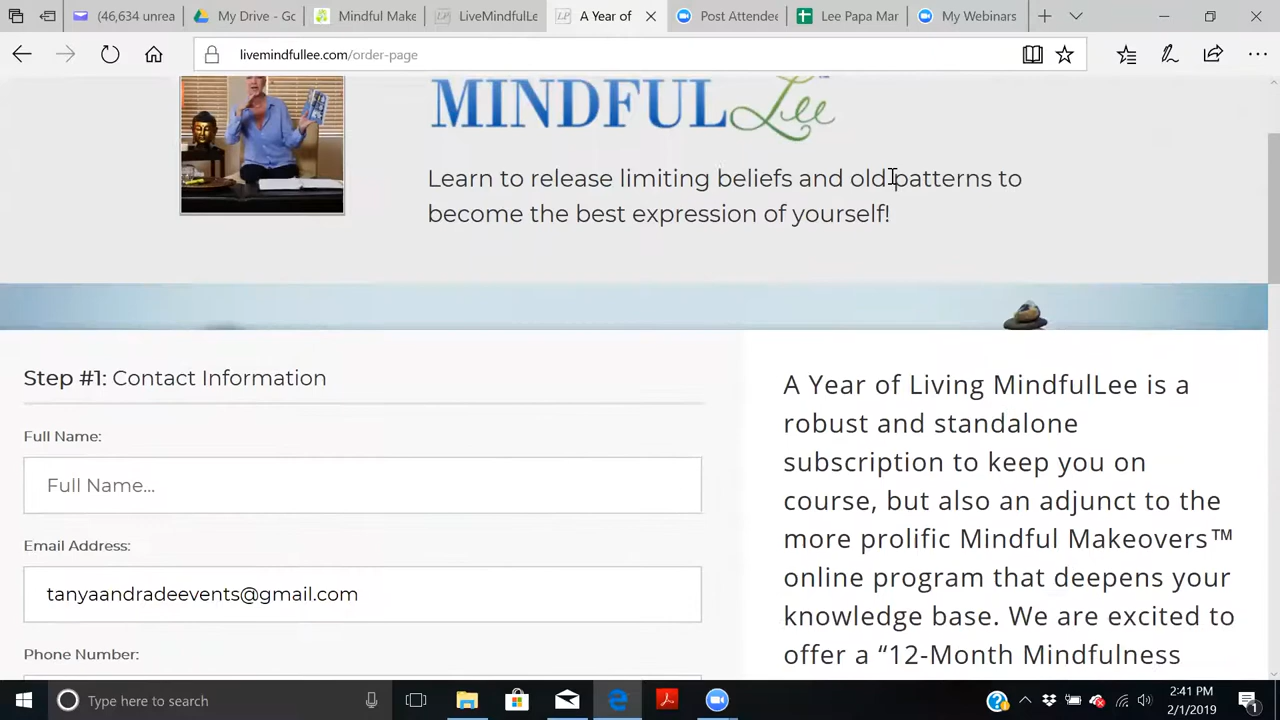 (46,634 unrea
My Drive - Go
Mindful Make
LiveMindfulLe
A Year of
Post Attendee
Lee Papa Mar
My Webinars
livemindfullee.com/order-page
MINDFUL Lee
Learn to release limiting beliefs and old patterns to
become the best expression of yourself!
Step #1: Contact Information
Full Name:
Full Name...
Email Address:
tanyaandradeevents@gmail.com
Phone Number:
A Year of Living MindfulLee is a
robust and standalone
subscription to keep you on
course, but also an adjunct to the
more prolific Mindful Makeovers™
online program that deepens your
knowledge base. We are excited to
offer a “12-Month Mindfulness
Type here to search
2:41 PM
2/1/2019
1